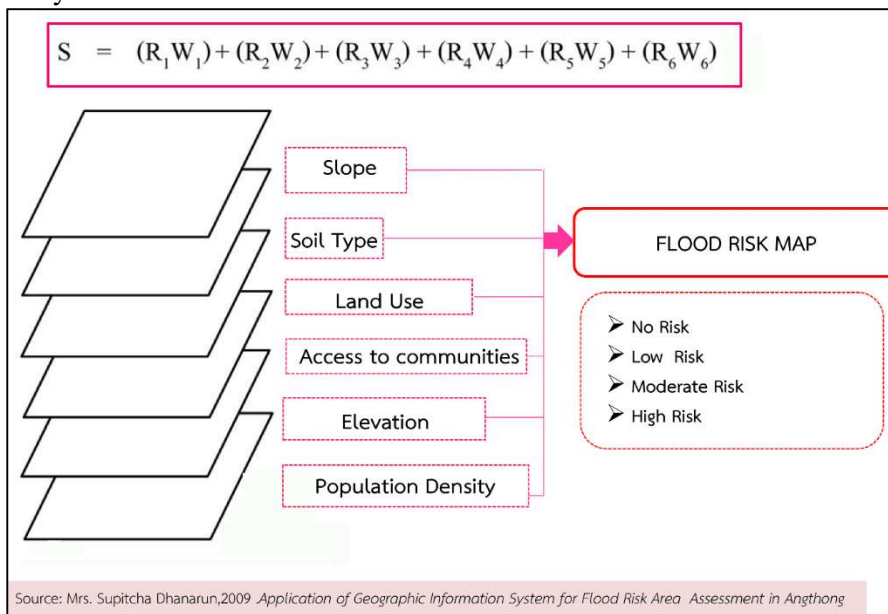 S = (R₁W₁) + (R₂W₂) + (R₃W₃) + (R₄W₄) + (R₅W₅) + (R₆W₆)
Slope
Soil Type
Land Use
Access to communities
Elevation
Population Density
FLOOD RISK MAP
➢ No Risk
➢ Low Risk
➢ Moderate Risk
➢ High Risk
Source: Mrs. Supitcha Dhanarun,2009 .Application of Geographic Information System for Flood Risk Area Assessment in Angthong